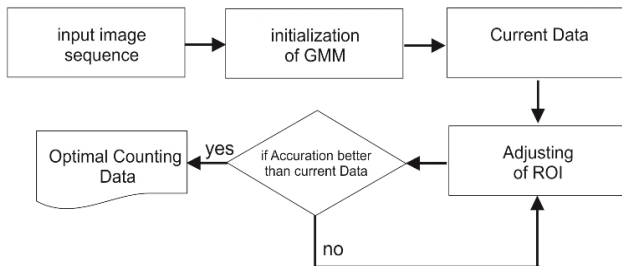 input image
sequence
initialization
of GMM
Current Data
Adjusting
of ROI
if Accuration better
than current Data
yes
Optimal Counting
Data
no